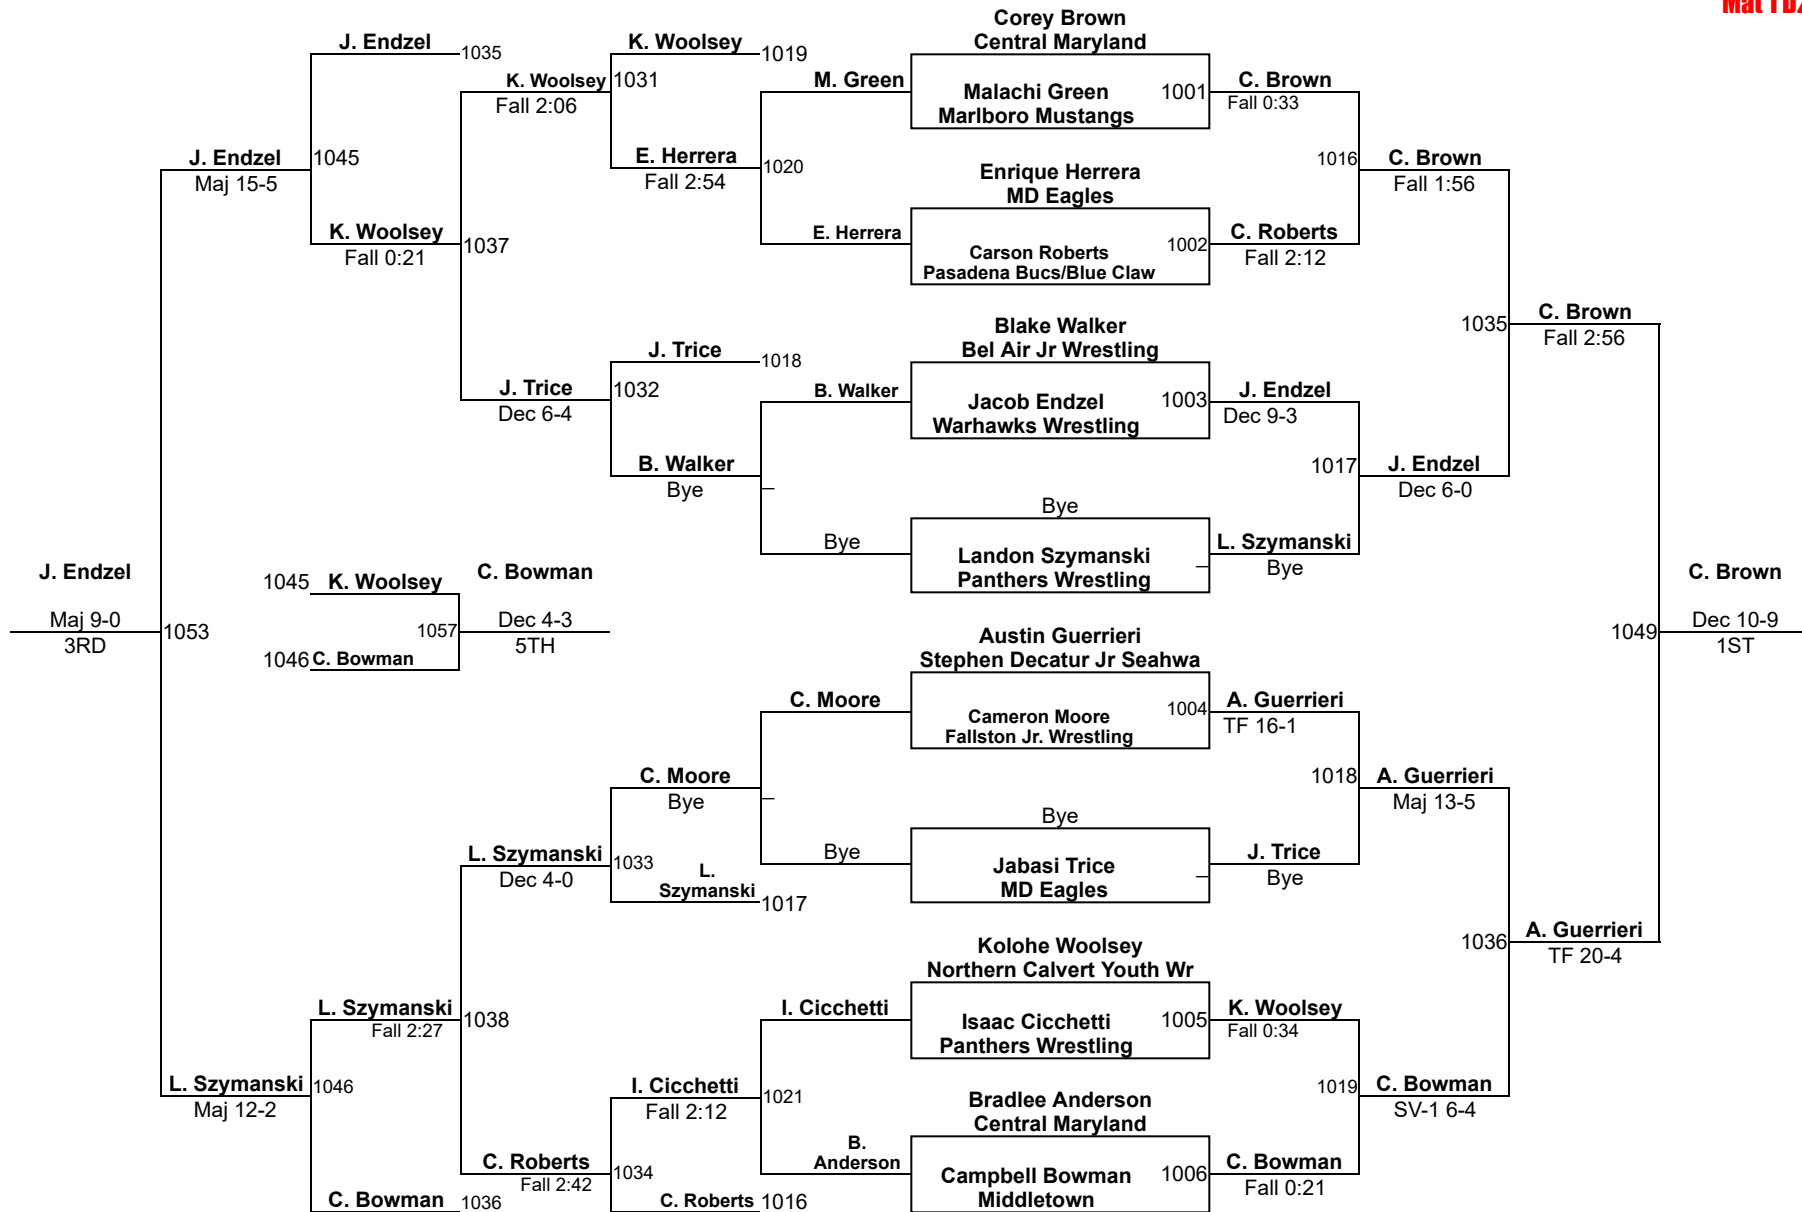 Corey Brown
Central Maryland
J. Endzel
1035
K. Woolsey
1019
K. Woolsey
1031
Fall 2:06
M. Green
Malachi Green
Marlboro Mustangs
1001
C. Brown
Fall 0:33
J. Endzel
1045
Maj 15-5
E. Herrera
1020
Fall 2:54
1016
C. Brown
Fall 1:56
Enrique Herrera
MD Eagles
K. Woolsey
1037
Fall 0:21
E. Herrera
Carson Roberts
Pasadena Bucs/Blue Claw
1002
C. Roberts
Fall 2:12
Blake Walker
Bel Air Jr Wrestling
1035
C. Brown
Fall 2:56
J. Trice
1018
J. Trice
1032
Dec 6-4
B. Walker
Jacob Endzel
Warhawks Wrestling
1003
J. Endzel
Dec 9-3
B. Walker
Bye
1017
J. Endzel
Dec 6-0
Bye
Bye
Landon Szymanski
Panthers Wrestling
L. Szymanski
Bye
J. Endzel
Maj 9-0
3RD
1053
1045
K. Woolsey
1046
C. Bowman
1057
C. Bowman
Dec 4-3
5TH
1049
C. Brown
Dec 10-9
1ST
Austin Guerrieri
Stephen Decatur Jr Seahwa
C. Moore
Cameron Moore
Fallston Jr. Wrestling
1004
A. Guerrieri
TF 16-1
C. Moore
Bye
1018
A. Guerrieri
Maj 13-5
Bye
L. Szymanski
1033
Dec 4-0
Bye
Jabasi Trice
MD Eagles
J. Trice
Bye
L.
Szymanski
1017
Kolohe Woolsey
Northern Calvert Youth Wr
1036
A. Guerrieri
TF 20-4
L. Szymanski
1038
Fall 2:27
I. Cicchetti
Isaac Cicchetti
Panthers Wrestling
1005
K. Woolsey
Fall 0:34
L. Szymanski
1046
Maj 12-2
I. Cicchetti
1021
Fall 2:12
1019
C. Bowman
SV-1 6-4
Bradlee Anderson
Central Maryland
B.
Anderson
Campbell Bowman
Middletown
1006
C. Bowman
Fall 0:21
C. Roberts
1034
Fall 2:42
C. Bowman
1036
C. Roberts
1016